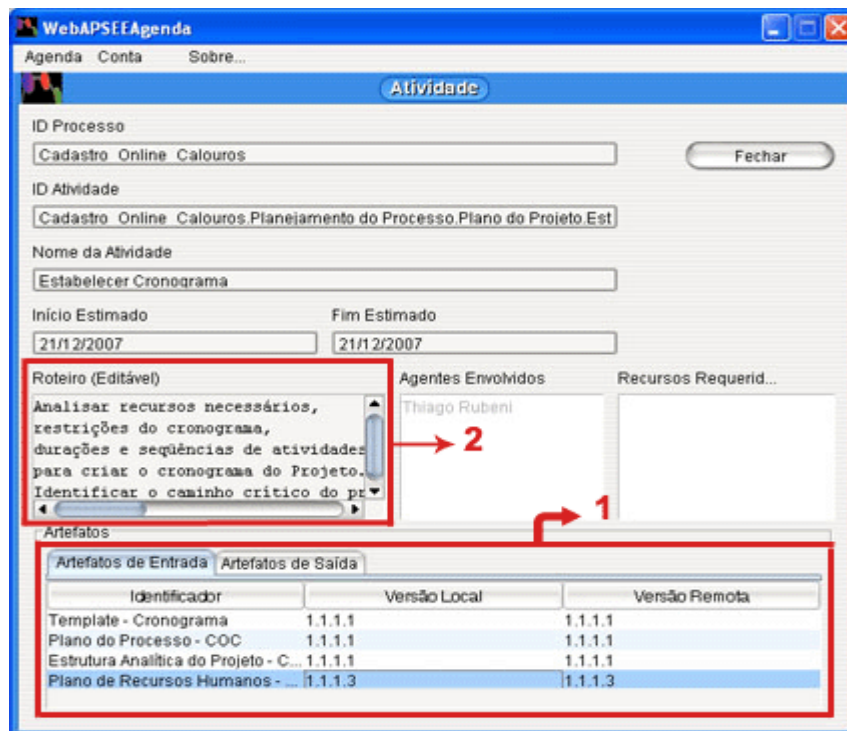 WebAPSEEAgenda
Agenda Conta Sobre...
Atividade
ID Processo
Cadastro Online Calouros
Fechar
ID Atividade
Cadastro Online Calouros.Planejamento do Processo.Plano do Projeto.Est
Nome da Atividade
Estabelecer Cronograma
Início Estimado Fim Estimado
21/12/2007 21/12/2007
Roteiro (Editável)
Analisar recursos necessários,
restrições do cronograma,
durações e seqüências de atividades
para criar o cronograma do Projeto.
Identificar o caminho crítico do pr
2
Agentes Envolvidos
Thiago Rubeni
Recursos Requerid...
1
Artefatos
Artefatos de Entrada Artefatos de Saída
Identificador Versão Local Versão Remota
Template - Cronograma 1.1.1.1 1.1.1.1
Plano do Processo - COC 1.1.1.1 1.1.1.1
Estrutura Analítica do Projeto - C... 1.1.1.1 1.1.1.1
Plano de Recursos Humanos - ... 1.1.1.3 1.1.1.3